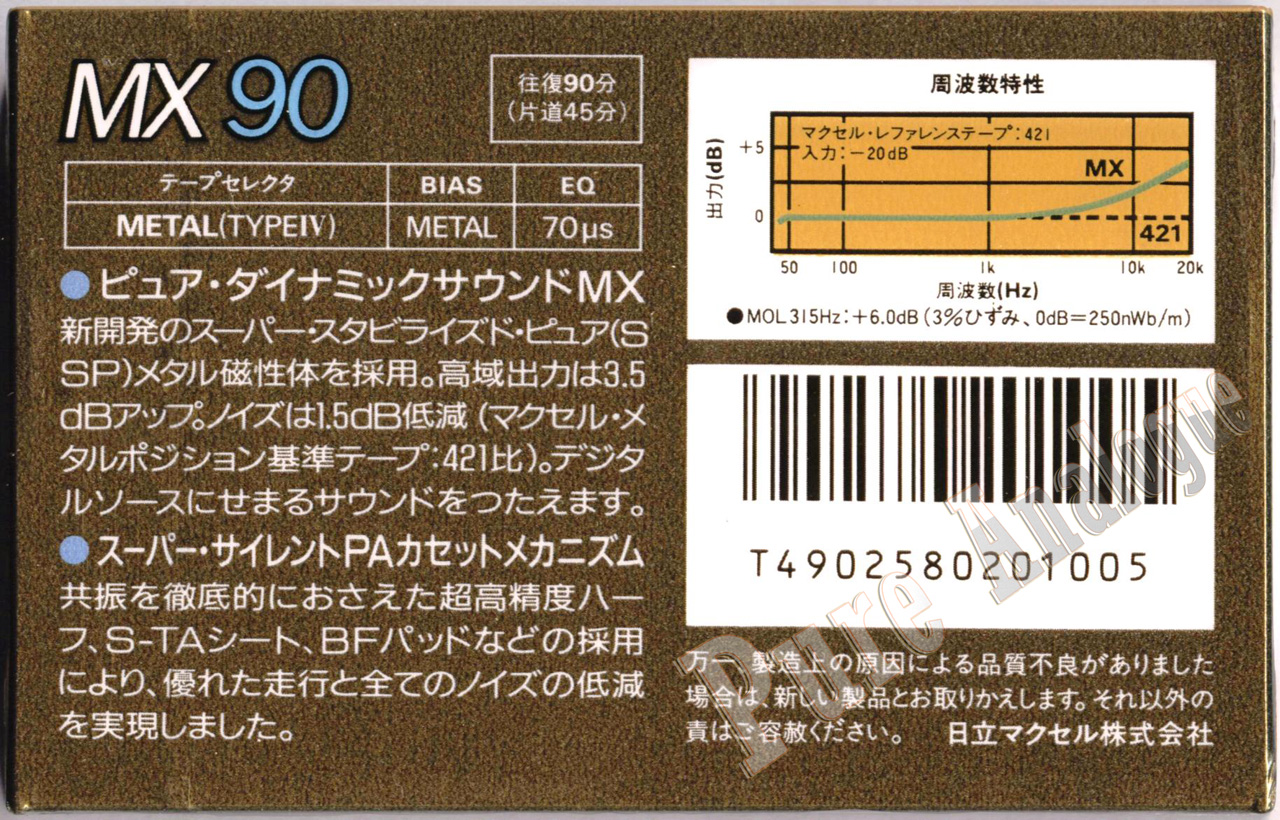 MX 90
往復90分
(片道45分)
テープセレクタ BIAS EQ
METAL(TYPEⅣ) METAL 70μs
●ピュア・ダイナミックサウンドMX
新開発のスーパー・スタビライズド・ピュア(S
SP)メタル磁性体を採用。高域出力は3.5
dBアップ。ノイズは1.5dB低減(マクセル・メ
タルポジション基準テープ:421比)。デジタ
ルソースにせまるサウンドをつたえます。
●スーパー・サイレントPAカセットメカニズム
共振を徹底的におさえた超高精度ハー
フ、S-TAシート、BFパッドなどの採用
により、優れた走行と全てのノイズの低減
を実現しました。
周波数特性
マクセル・レファレンステープ:421
入力:−20dB
出力(dB)
+5
0
MX
421
50 100 1k 10k 20k
周波数(Hz)
●MOL315Hz:+6.0dB(3%ひずみ、0dB=250nWb/m)
T4902580201005
万一、製造上の原因による品質不良がありました
場合は、新しい製品とお取りかえします。それ以外の
責はご容赦ください。 日立マクセル株式会社
Pure Analogue